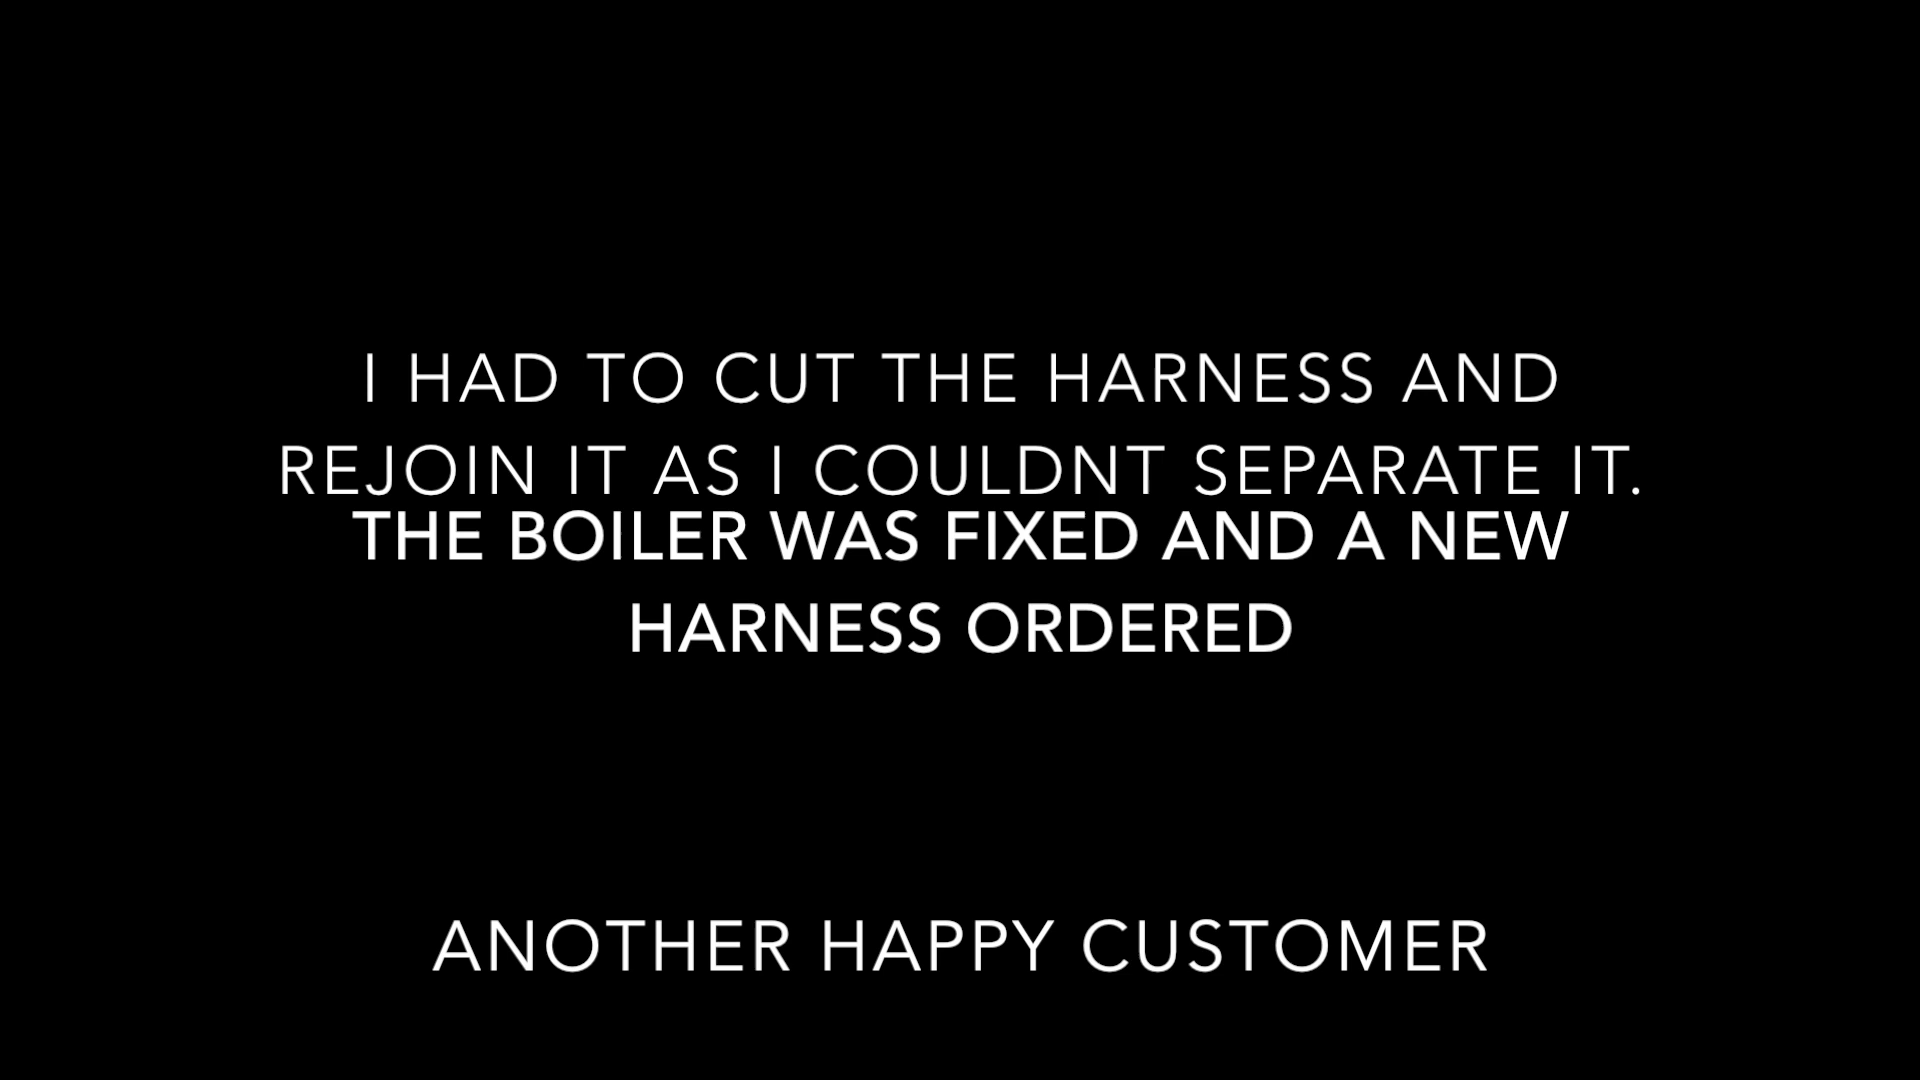 I HAD TO CUT THE HARNESS AND
REJOIN IT AS I COULDNT SEPARATE IT.
THE BOILER WAS FIXED AND A NEW
HARNESS ORDERED
ANOTHER HAPPY CUSTOMER